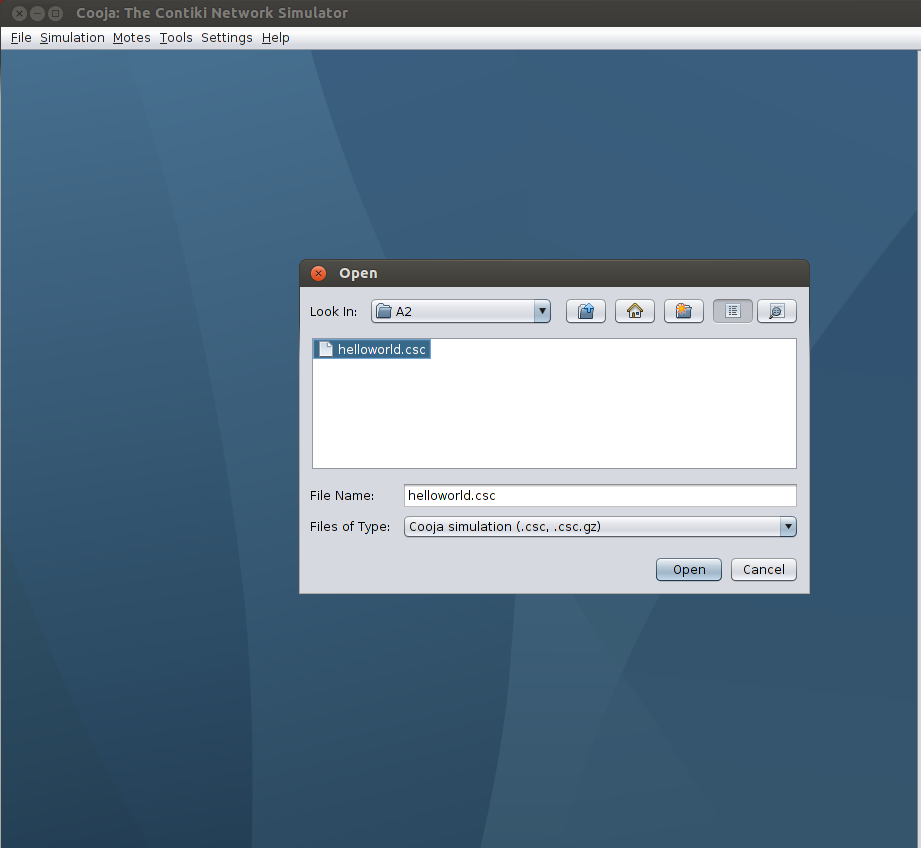 Cooja: The Contiki Network Simulator
File Simulation Motes Tools Settings Help
Open
Look In: A2
helloworld.csc
File Name: helloworld.csc
Files of Type: Cooja simulation (.csc, .csc.gz)
Open Cancel